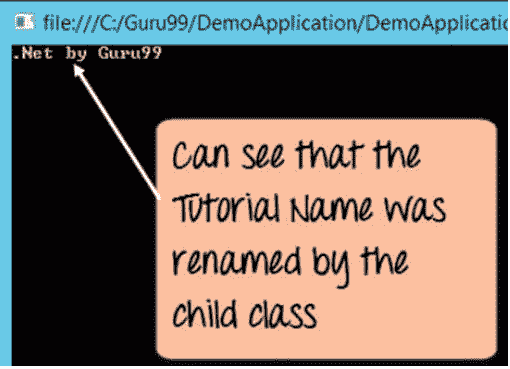 file:///C:/Guru99/DemoApplication/DemoApplicatio
.Net by Guru99
Can see that the
Tutorial Name was
renamed by the
child class